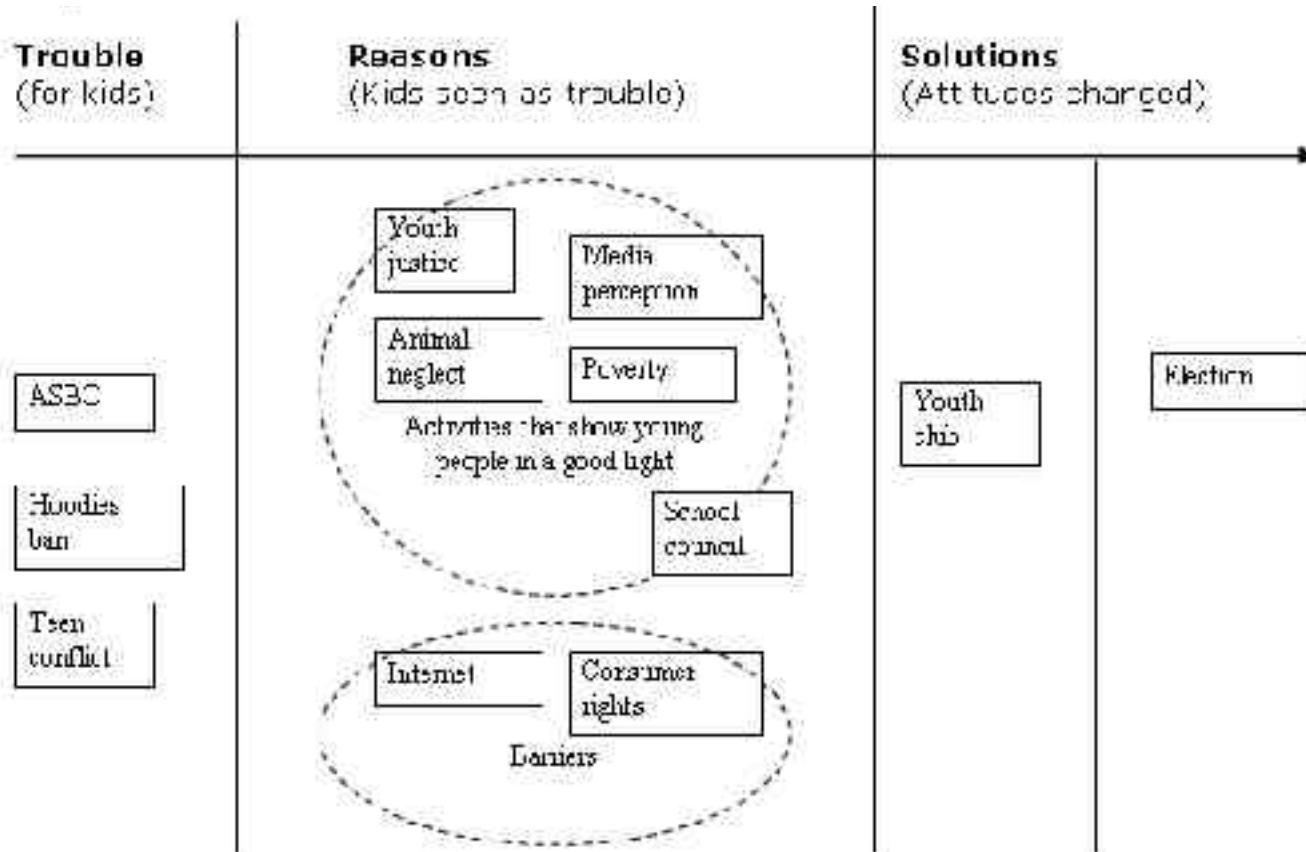 Trouble
(for kids)
Reasons
(Kids seen as trouble)
Solutions
(Attitudes changed)
Youth
justice
Media
perception
Animal
neglect
Poverty
Activities that show young
people in a good light
School
council
Internet
Consumer
rights
Barriers
ASBO
Hoodies
ban
Teen
conflict
Youth
club
Election